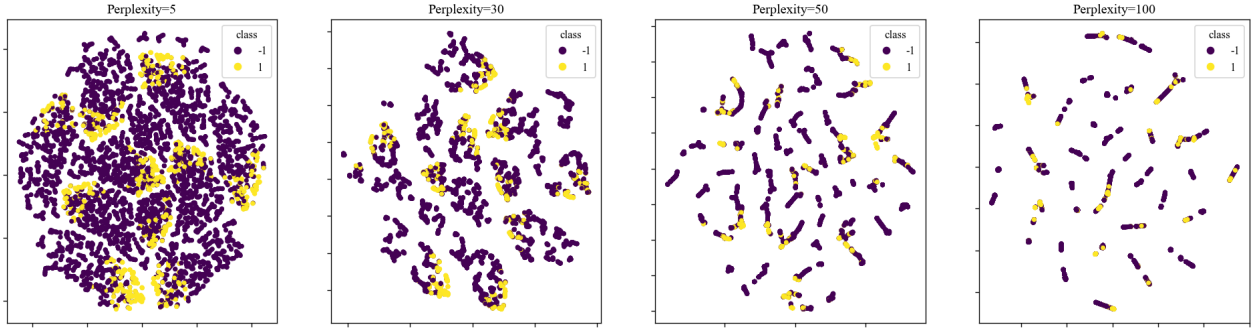 Perplexity=5
class
-1
1
Perplexity=30
class
-1
1
Perplexity=50
class
-1
1
Perplexity=100
class
-1
1